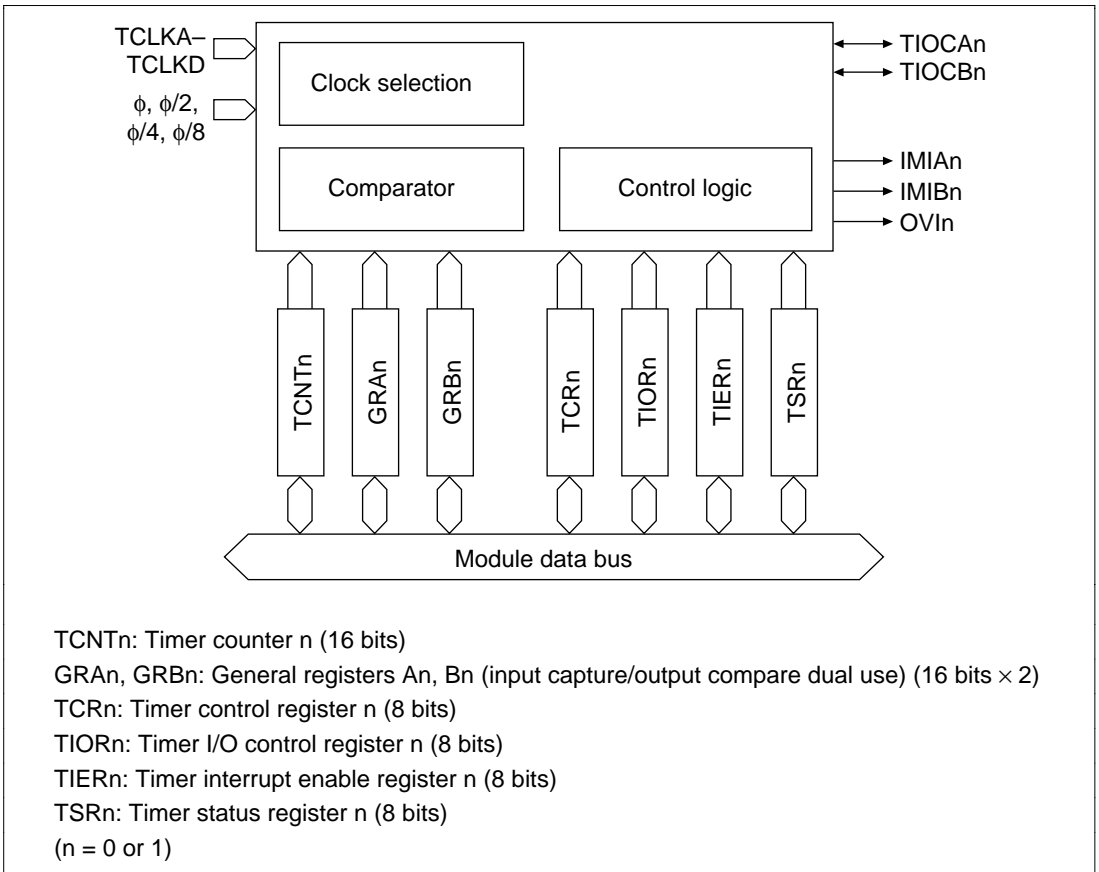 TCLKA–
TCLKD
ϕ, ϕ/2,
ϕ/4, ϕ/8
Clock selection
Comparator
Control logic
TIOCAn
TIOCBn
IMIAn
IMIBn
OVIn
TCNTn
GRAn
GRBn
TCRn
TIORn
TIERn
TSRn
Module data bus
TCNTn: Timer counter n (16 bits)
GRAn, GRBn: General registers An, Bn (input capture/output compare dual use) (16 bits × 2)
TCRn: Timer control register n (8 bits)
TIORn: Timer I/O control register n (8 bits)
TIERn: Timer interrupt enable register n (8 bits)
TSRn: Timer status register n (8 bits)
(n = 0 or 1)